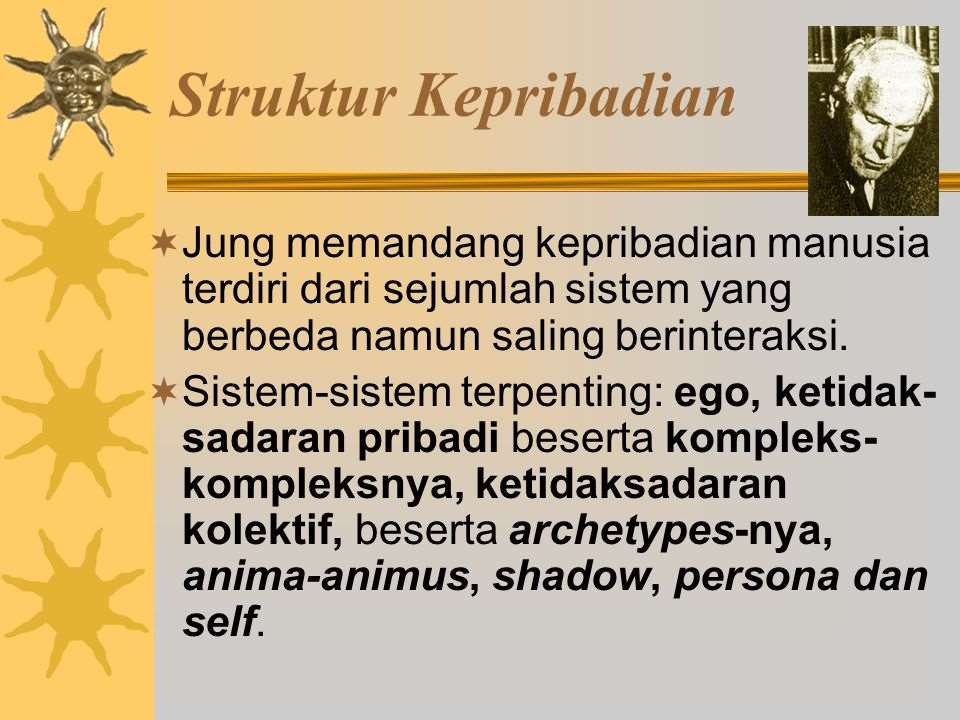 Struktur Kepribadian
Jung memandang kepribadian manusia
terdiri dari sejumlah sistem yang
berbeda namun saling berinteraksi.
Sistem-sistem terpenting: ego, ketidak-
sadaran pribadi beserta kompleks-
kompleksnya, ketidaksadaran
kolektif, beserta archetypes-nya,
anima-animus, shadow, persona dan
self.